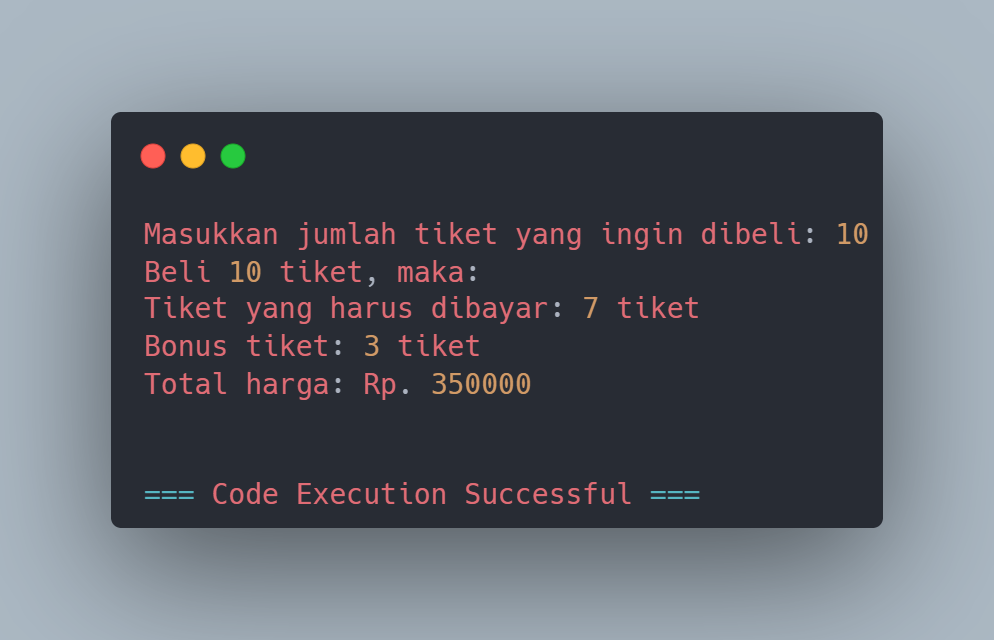 Masukkan jumlah tiket yang ingin dibeli: 10
Beli 10 tiket, maka:
Tiket yang harus dibayar: 7 tiket
Bonus tiket: 3 tiket
Total harga: Rp. 350000
=== Code Execution Successful ===